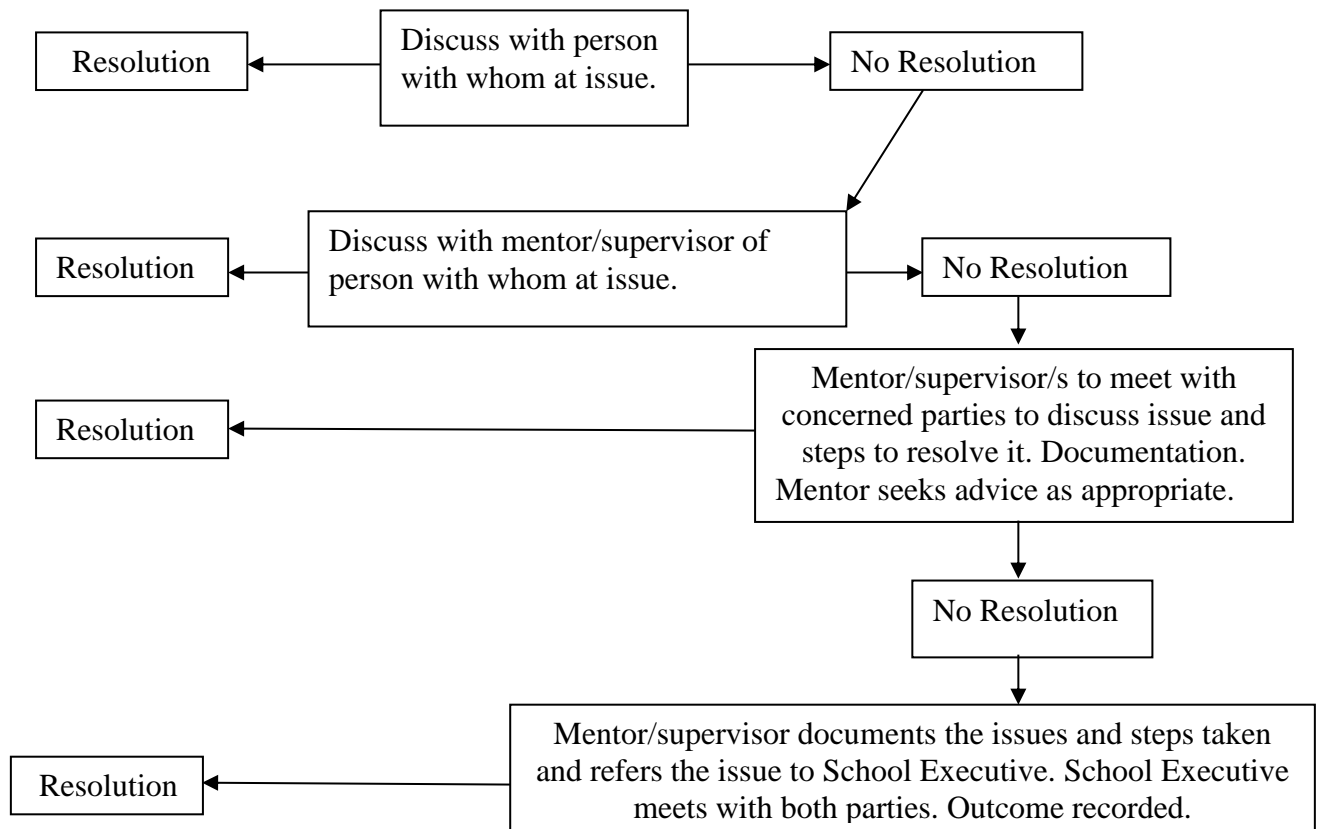 Resolution
Discuss with person
with whom at issue.
No Resolution
Resolution
Discuss with mentor/supervisor of
person with whom at issue.
No Resolution
Resolution
Mentor/supervisor/s to meet with
concerned parties to discuss issue and
steps to resolve it. Documentation.
Mentor seeks advice as appropriate.
No Resolution
Resolution
Mentor/supervisor documents the issues and steps taken
and refers the issue to School Executive. School Executive
meets with both parties. Outcome recorded.